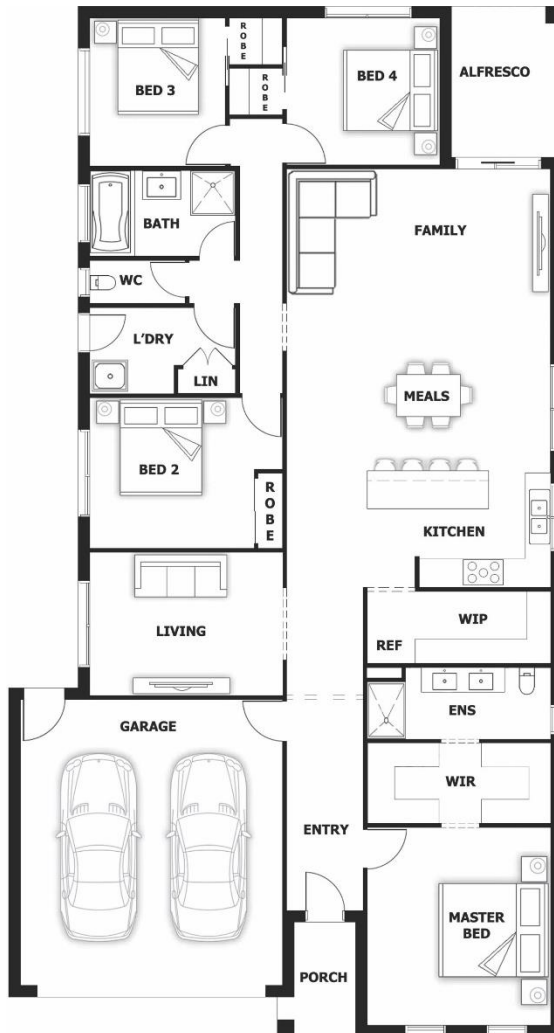 ROBE
BED 3
ROBE
BED 4
ALFRESCO
BATH
FAMILY
WC
L'DRY
LIN
MEALS
BED 2
ROBE
KITCHEN
LIVING
WIP
REF
GARAGE
ENS
WIR
ENTRY
MASTER
BED
PORCH